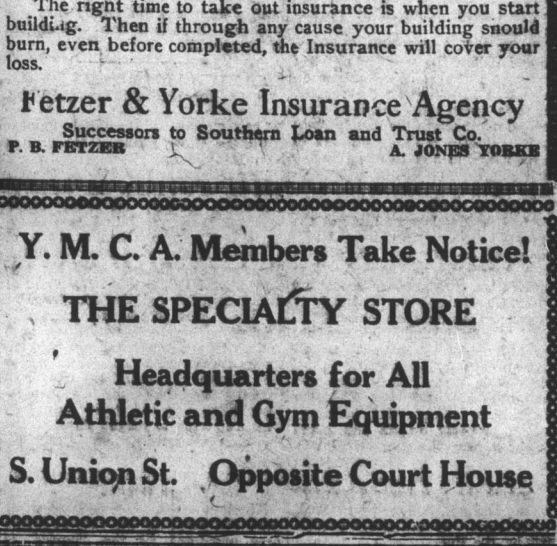 The right time to take out insurance is when you start
building. Then if through any cause your building should
burn, even before completed, the Insurance will cover your
loss.
Fetzer & Yorke Insurance Agency
Successors to Southern Loan and Trust Co.
P. B. FETZER A. JONES YORKE
Y. M. C. A. Members Take Notice!
THE SPECIALTY STORE
Headquarters for All
Athletic and Gym Equipment
S. Union St. Opposite Court House